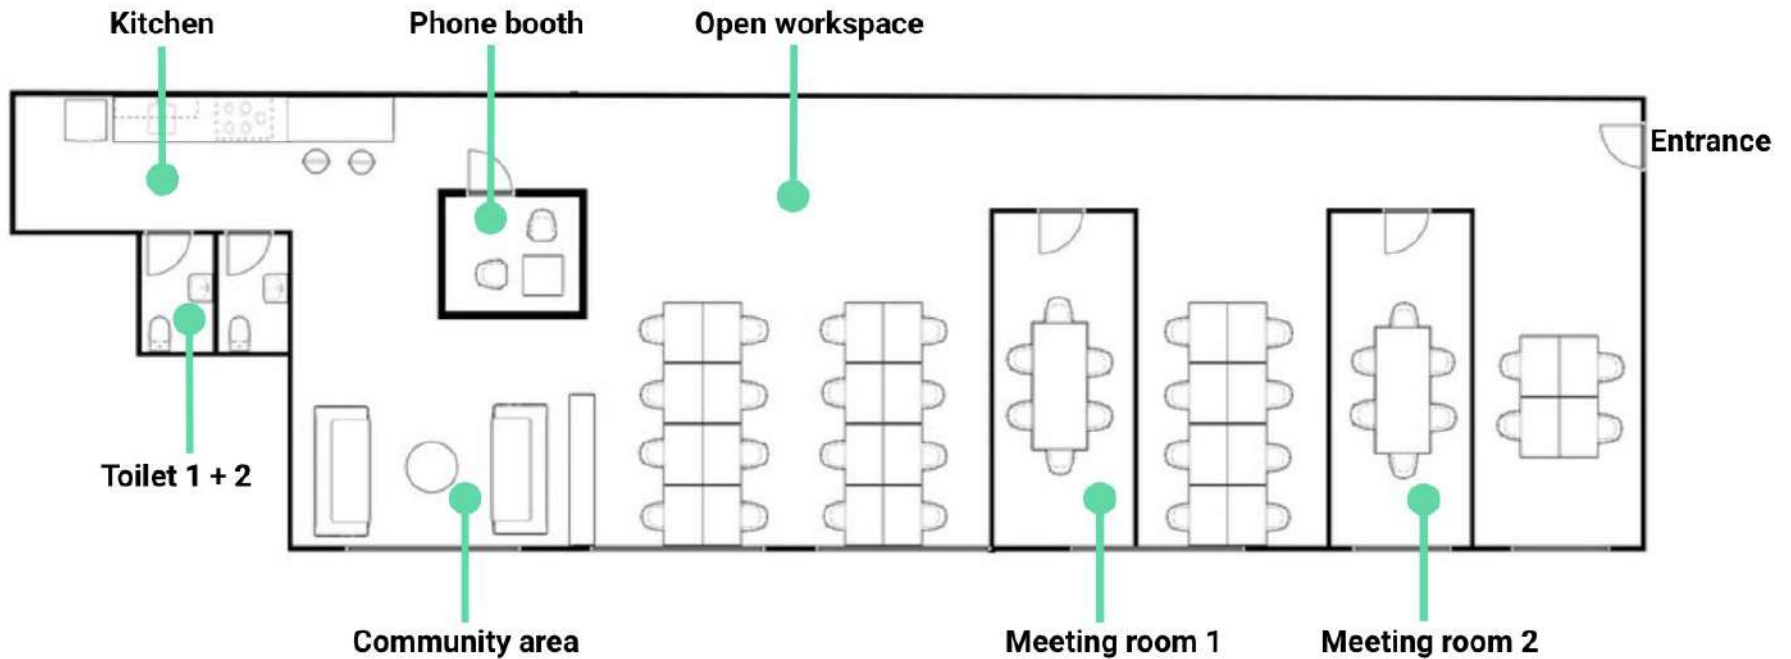 Kitchen
Phone booth
Open workspace
Entrance
Toilet 1 + 2
Community area
Meeting room 1
Meeting room 2